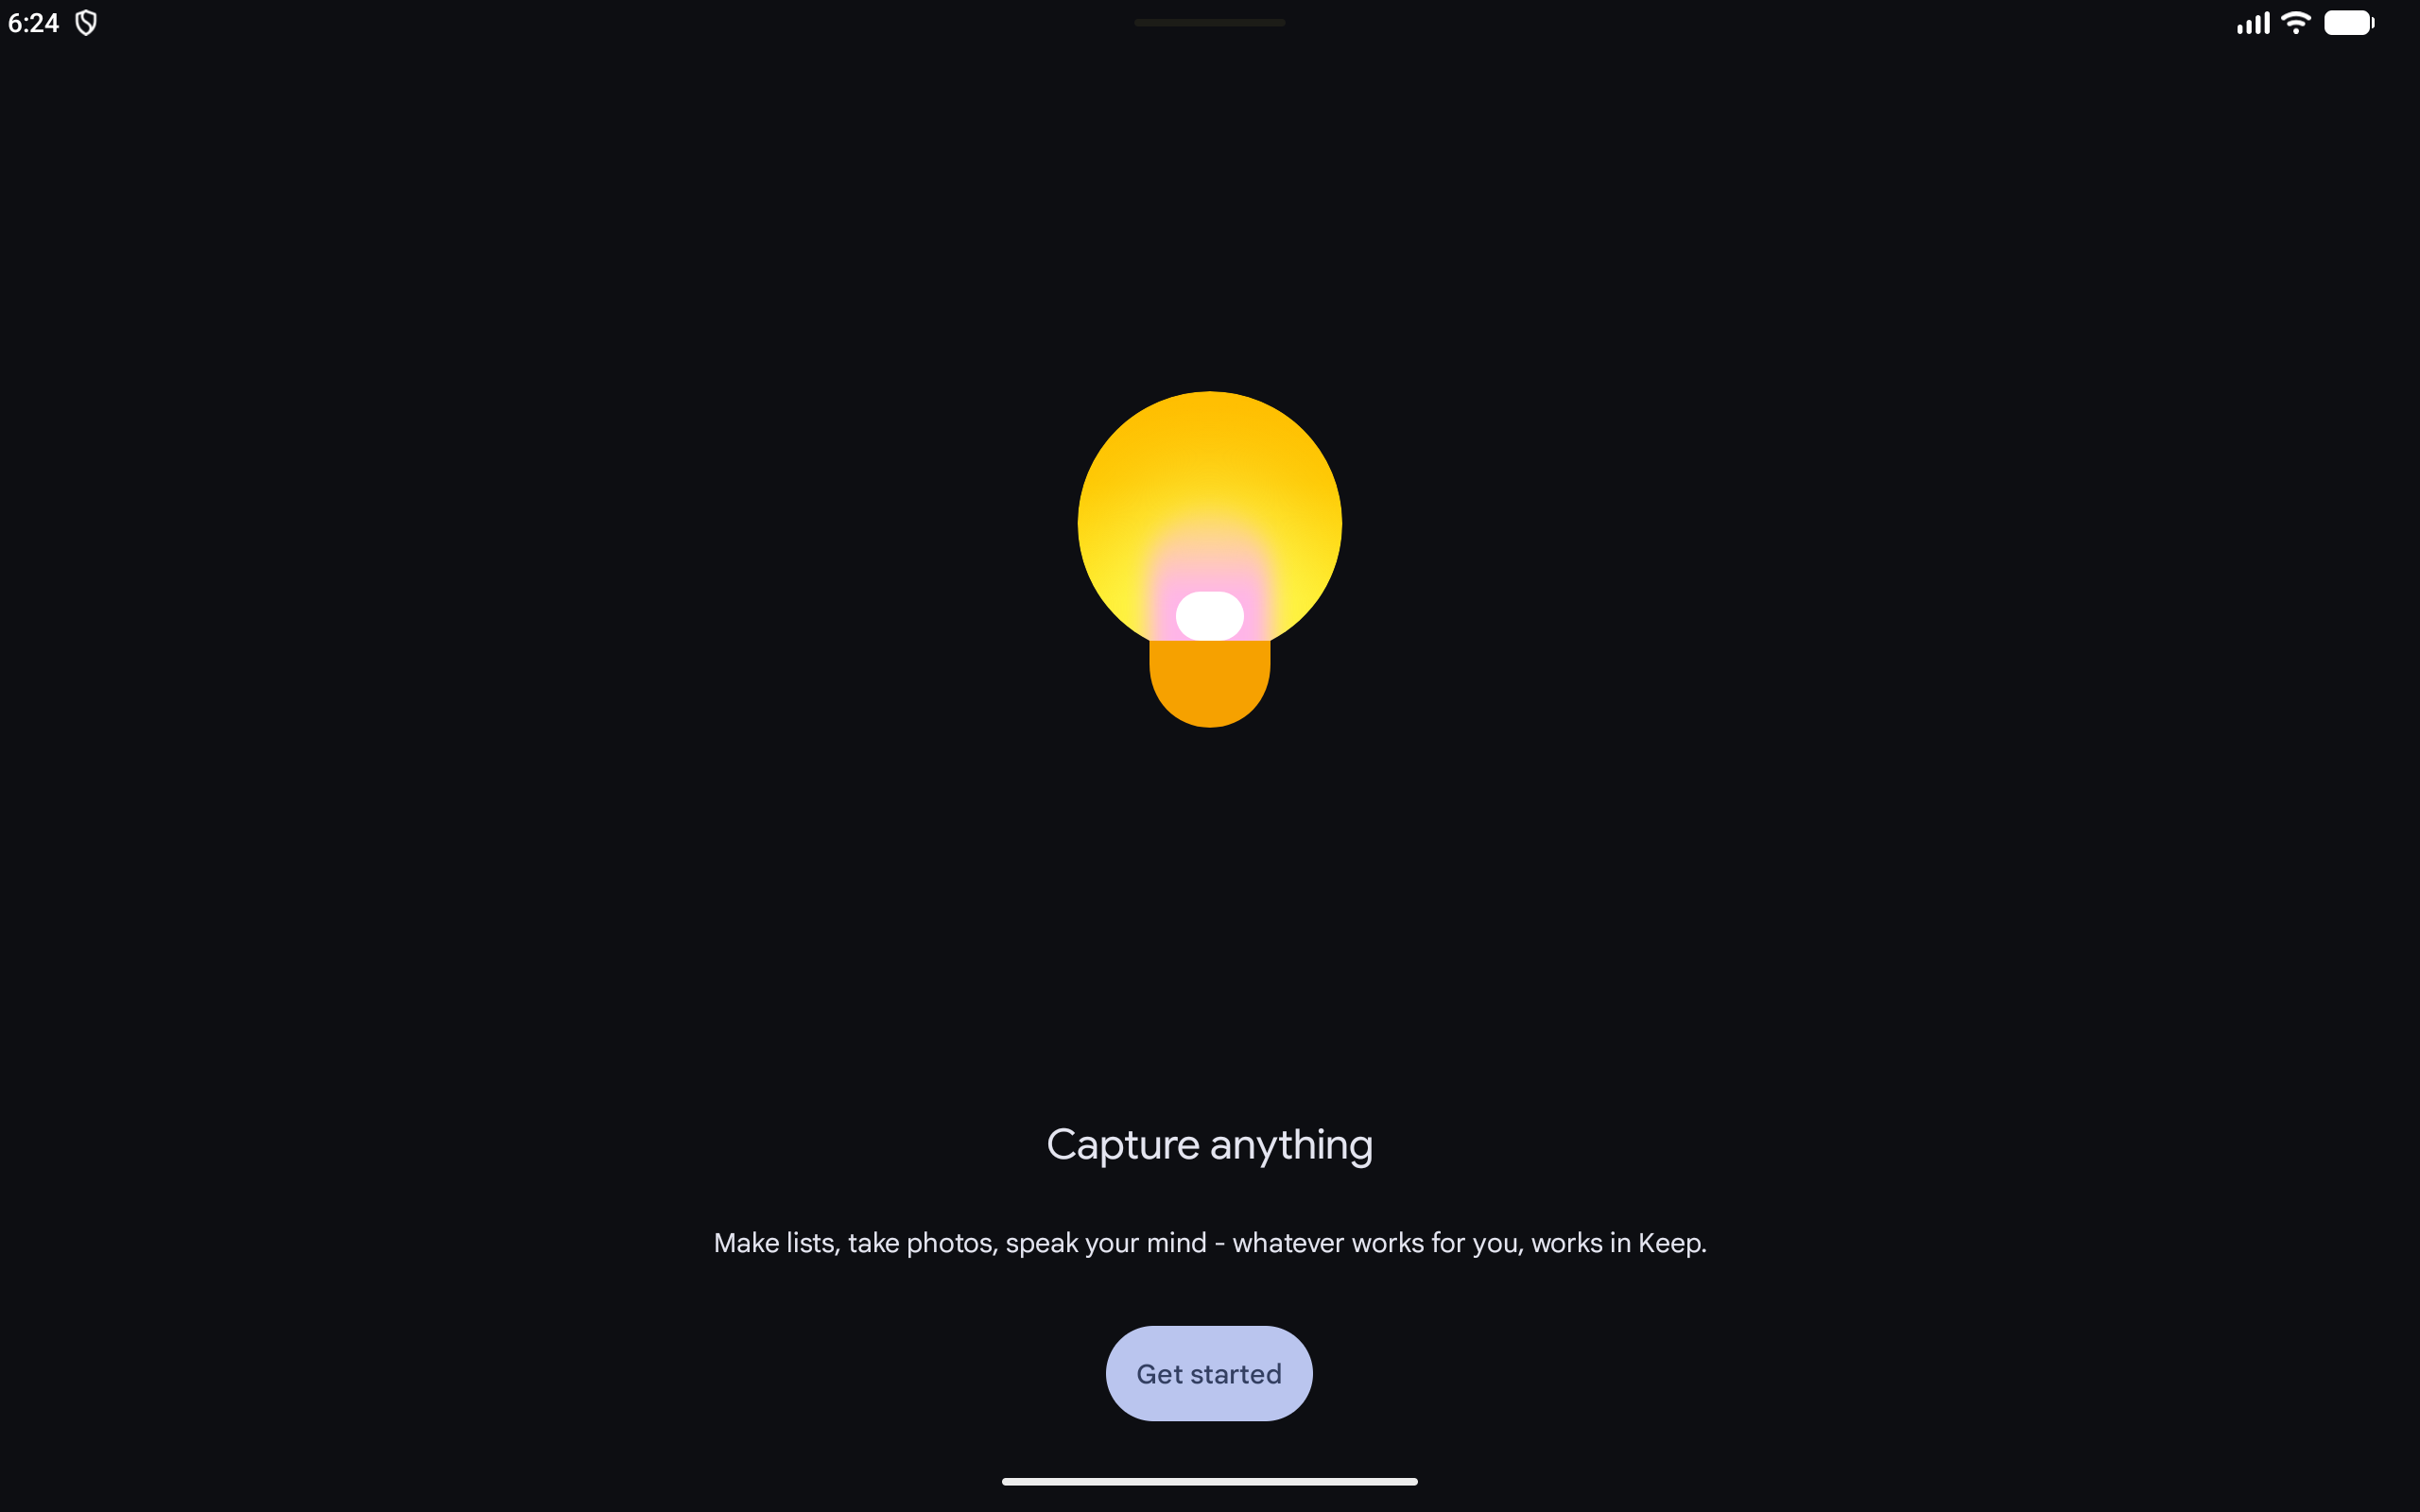 6:24
Capture anything
Make lists, take photos, speak your mind - whatever works for you, works in Keep.
Get started